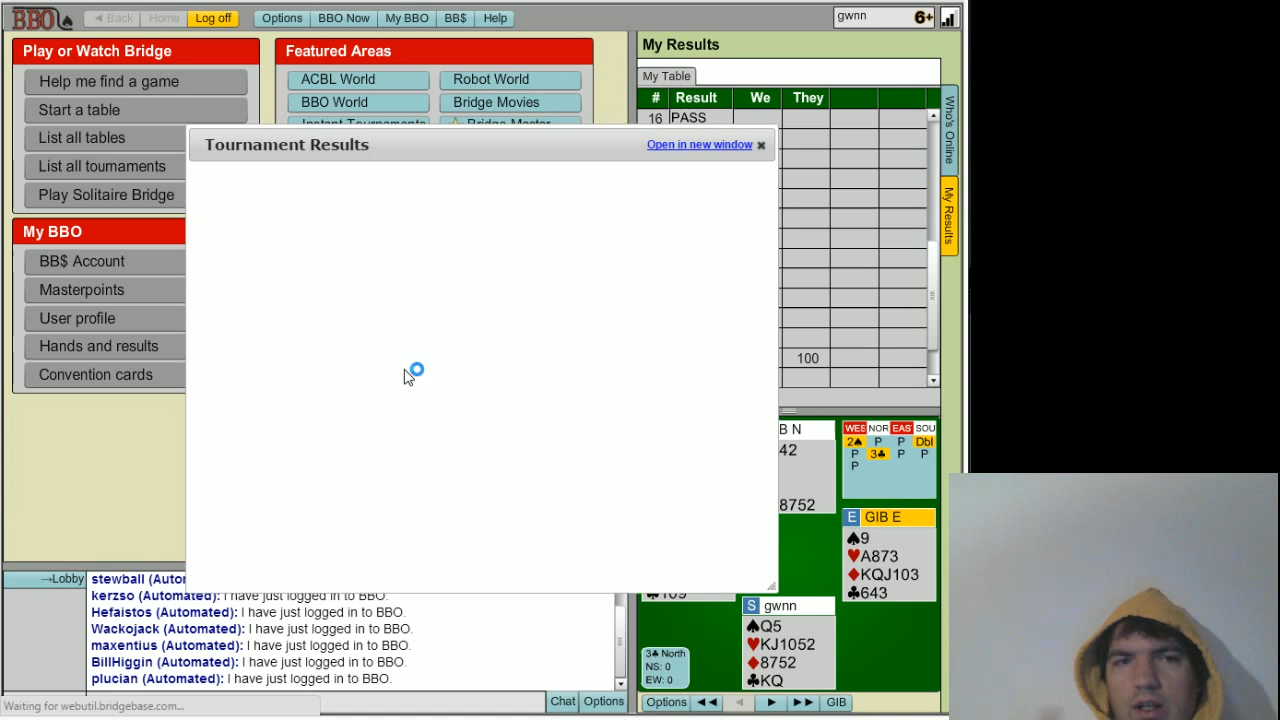 BBO
◄ Back
Home
Log off
Options
BBO Now
My BBO
BB$
Help
gwnn
6+
Play or Watch Bridge
Help me find a game
Start a table
List all tables
List all tournaments
Play Solitaire Bridge
My BBO
BB$ Account
Masterpoints
User profile
Hands and results
Convention cards
Featured Areas
ACBL World
Robot World
BBO World
Bridge Movies
Instant Tournaments
Bridge Master
Tournament Results
Open in new window
My Results
My Table
# Result We They
16 PASS
100
Who's Online
My Results
B N
42
8752
WES NOR EAS SOU
2♠ P P Dbl
P 3♣ P P
P
E GIB E
♠9
♥A873
♦KQJ103
♣643
♣109
S gwnn
♠Q5
♥KJ1052
♦8752
♣KQ
3♣ North
NS: 0
EW: 0
Options
GIB
→Lobby
stewball (Autor
kerzso (Automated): I have just logged in to BBO.
Hefaistos (Automated): I have just logged in to BBO.
Wackojack (Automated): I have just logged in to BBO.
maxentius (Automated): I have just logged in to BBO.
BillHiggin (Automated): I have just logged in to BBO.
plucian (Automated): I have just logged in to BBO.
Chat
Options
Waiting for webutil.bridgebase.com...